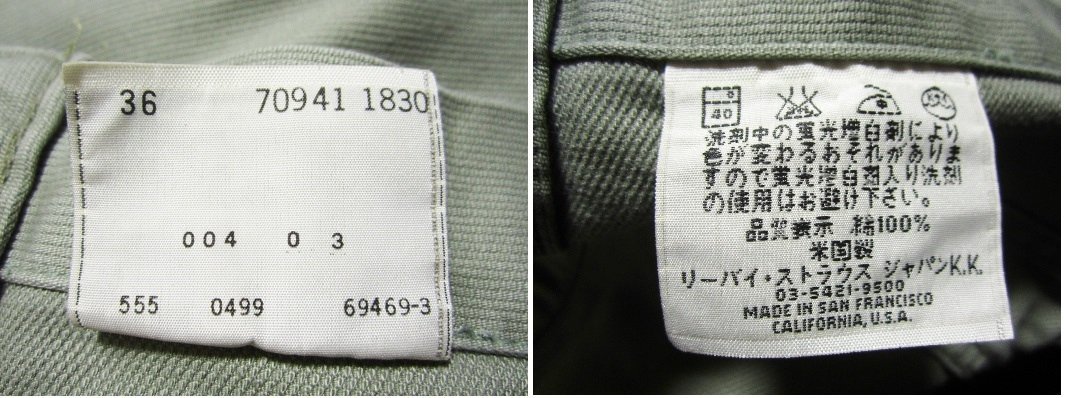 36 70941 1830
004 0 3
555 0499 69469-3
40
洗剤中の蛍光増白剤により
色が変わるおそれがありま
すので蛍光増白剤入り洗剤
の使用はお避け下さい。
品質表示 綿100%
米国製
リーバイ・ストラウス ジャパンK.K.
03-5421-9500
MADE IN SAN FRANCISCO
CALIFORNIA, U.S.A.